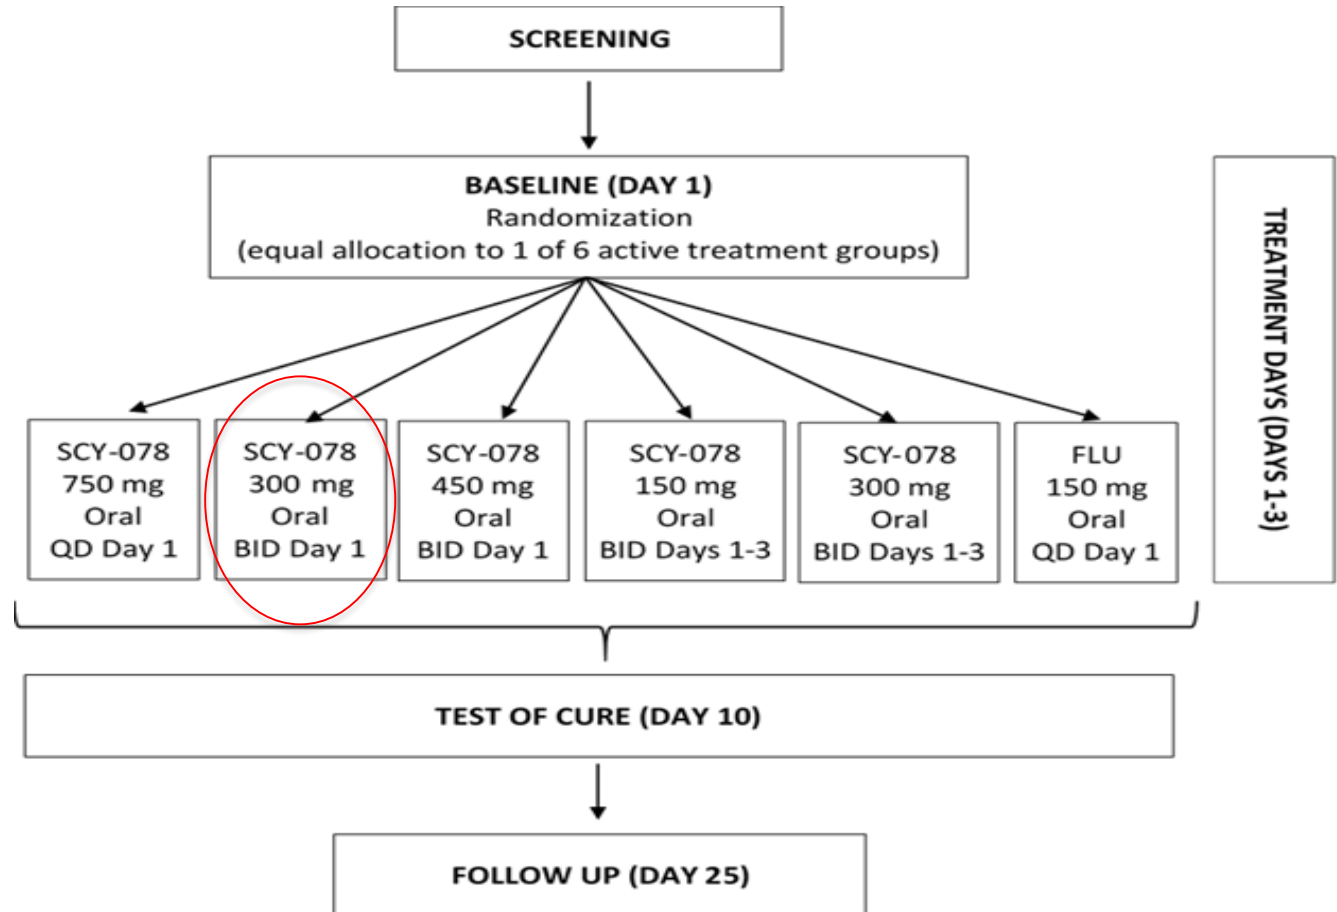 SCREENING
BASELINE (DAY 1)
Randomization
(equal allocation to 1 of 6 active treatment groups)
SCY-078
750 mg
Oral
QD Day 1
SCY-078
300 mg
Oral
BID Day 1
SCY-078
450 mg
Oral
BID Day 1
SCY-078
150 mg
Oral
BID Days 1-3
SCY-078
300 mg
Oral
BID Days 1-3
FLU
150 mg
Oral
QD Day 1
TREATMENT DAYS (DAYS 1-3)
TEST OF CURE (DAY 10)
FOLLOW UP (DAY 25)